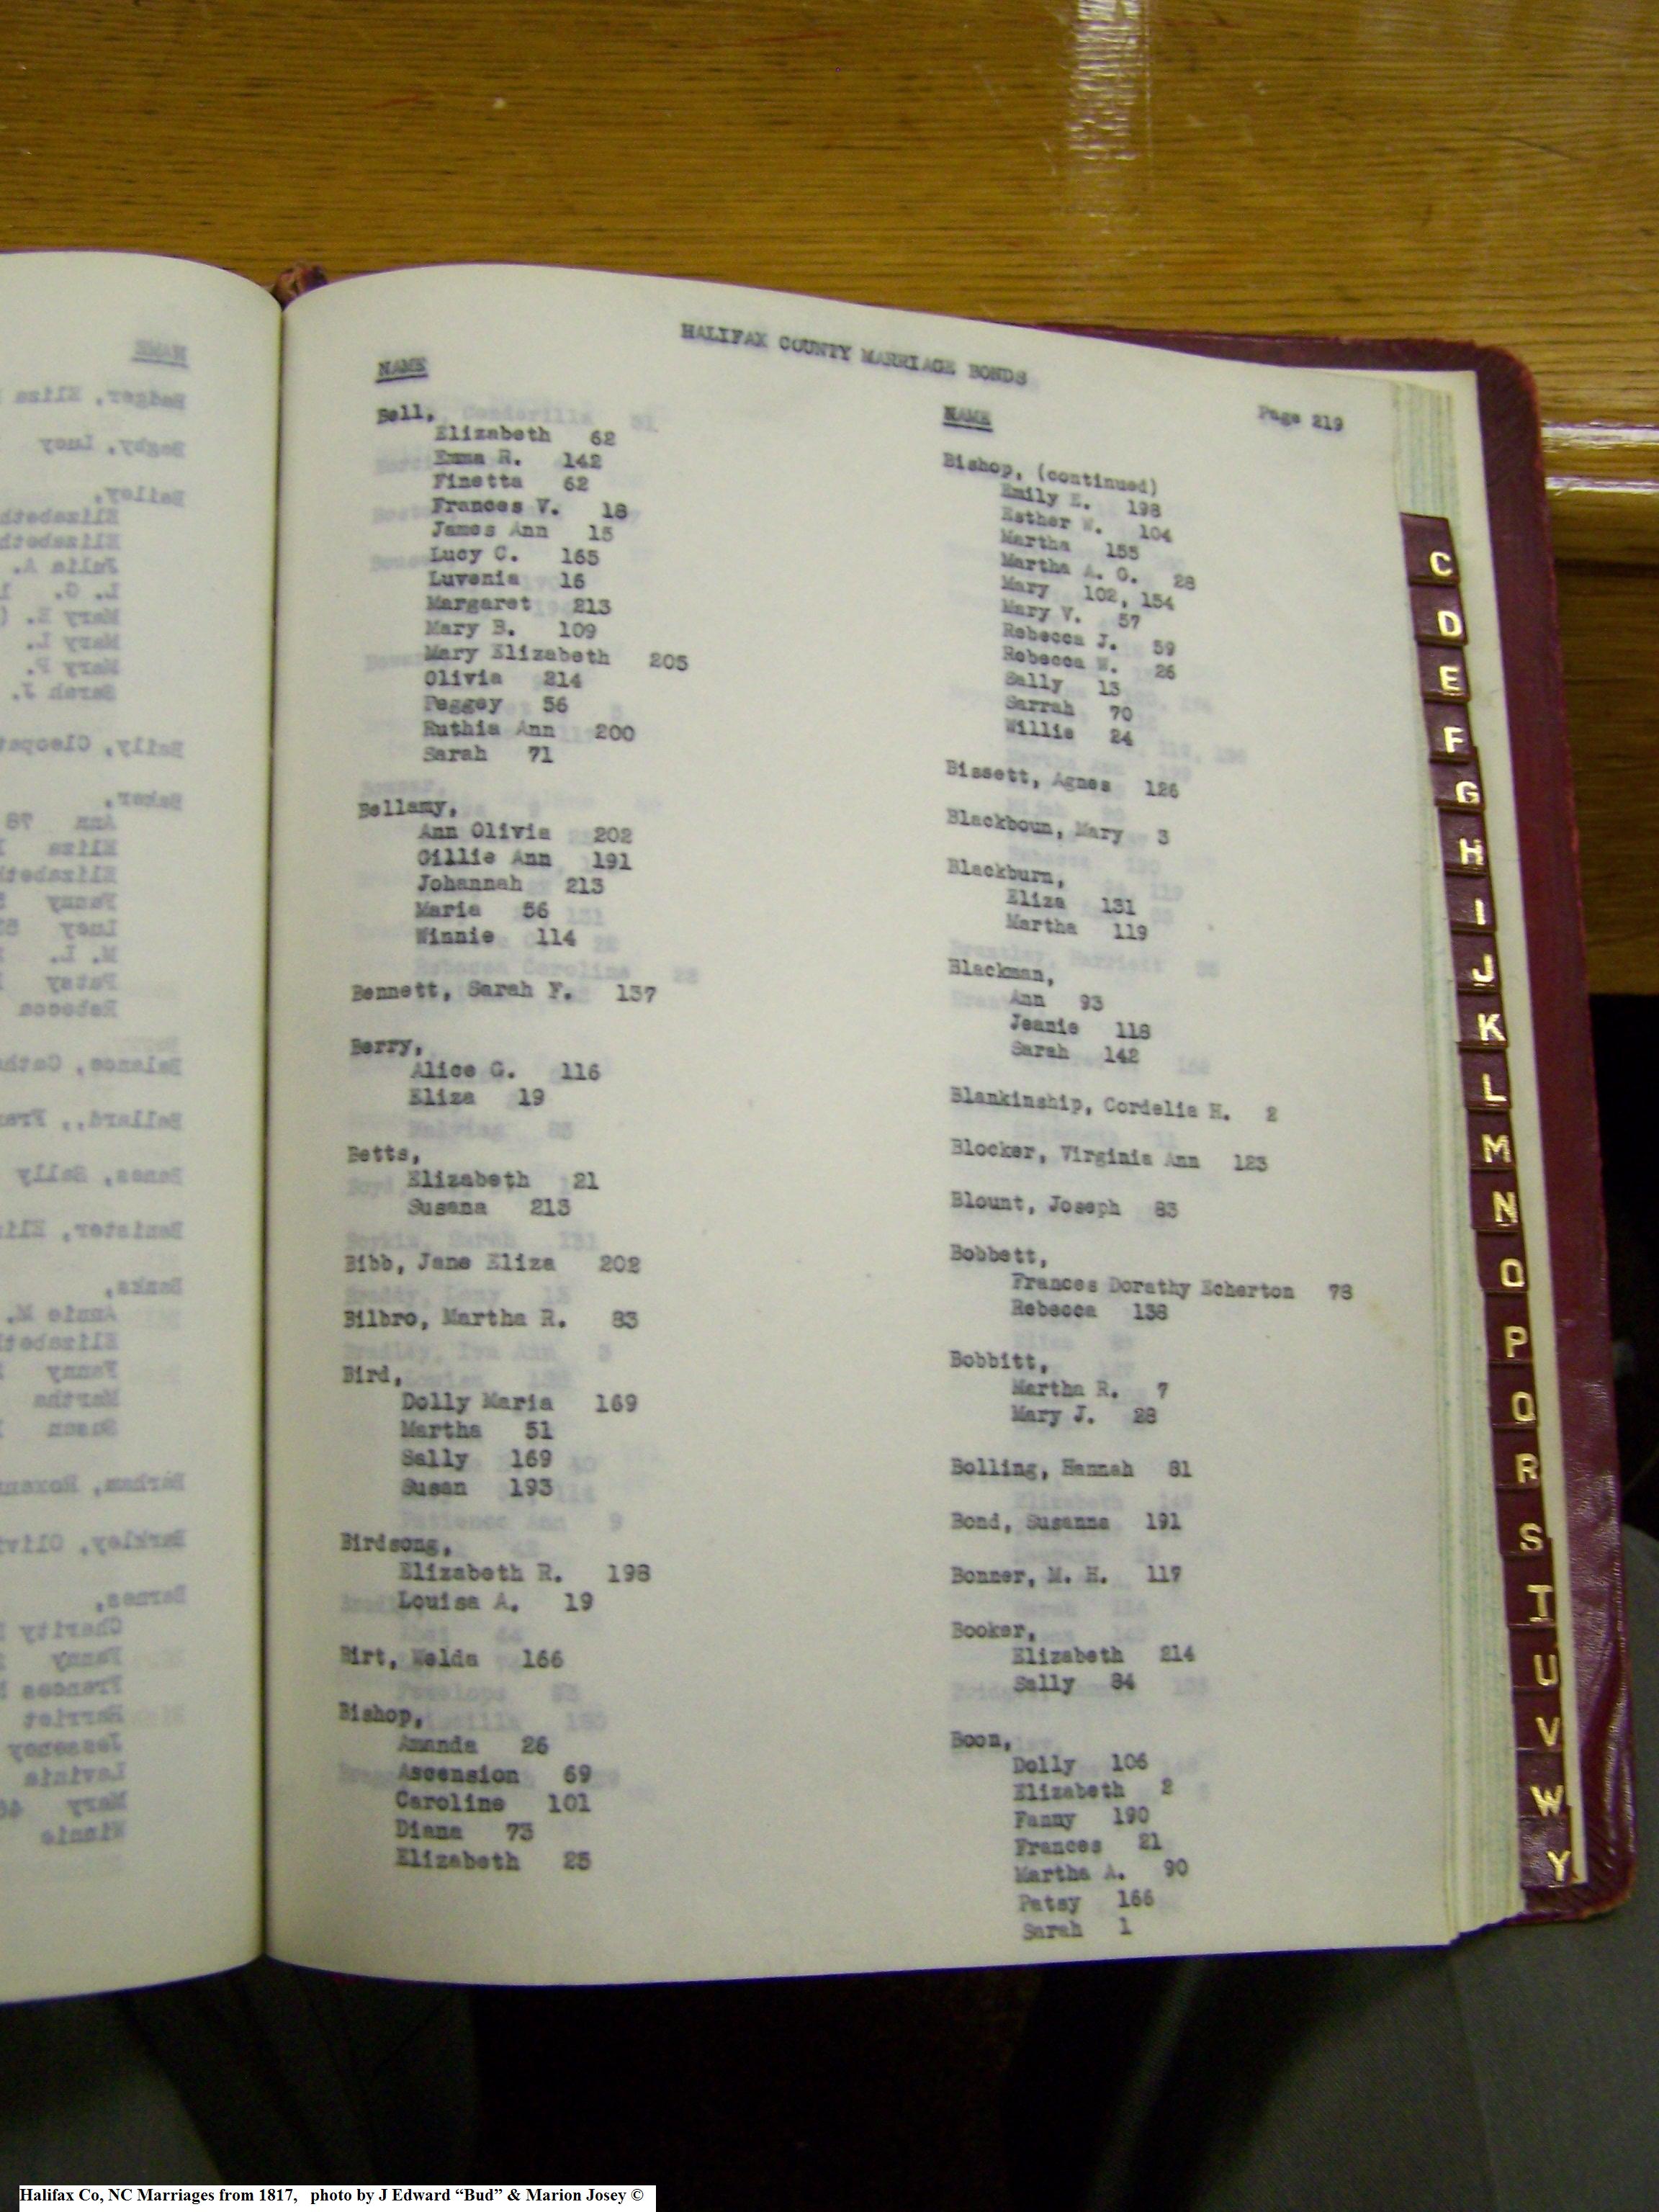 HALIFAX COUNTY MARRIAGE BONDS
Page 219
NAME
Bell,
Elizabeth 62
Emma R. 142
Finetta 62
Frances V. 18
James Ann 15
Lucy C. 165
Luvenia 16
Margaret 213
Mary B. 109
Mary Elizabeth 205
Olivia 214
Peggey 56
Ruthia Ann 200
Sarah 71
Bellamy,
Ann Olivia 202
Gillie Ann 191
Johannah 213
Maria 56
Winnie 114
Bennett, Sarah F. 137
Berry,
Alice G. 116
Eliza 19
Betts,
Elizabeth 21
Susana 213
Bibb, Jane Eliza 202
Bilbro, Martha R. 83
Bird,
Dolly Maria 169
Martha 51
Sally 169
Susan 193
Birdsong,
Elizabeth R. 198
Louisa A. 19
Birt, Welda 166
Bishop,
Amanda 26
Ascension 69
Caroline 101
Diana 73
Elizabeth 25
NAME
Bishop, (continued)
Emily E. 198
Esther W. 104
Martha 155
Martha A. G. 28
Mary 102, 154
Mary V. 57
Rebecca J. 59
Rebecca W. 26
Sally 13
Sarrah 70
Willie 24
Bissett, Agnes 126
Blackboun, Mary 3
Blackburn,
Eliza 131
Martha 119
Blackman,
Ann 93
Jeanie 118
Sarah 142
Blankinship, Cordelia H. 2
Blocker, Virginia Ann 123
Blount, Joseph 83
Bobbett,
Frances Dorathy Echerton 78
Rebecca 138
Bobbitt,
Martha R. 7
Mary J. 28
Bolling, Hannah 81
Bond, Susanna 191
Bonner, M. H. 117
Booker,
Elizabeth 214
Sally 84
Boon,
Dolly 106
Elizabeth 2
Fanny 190
Frances 21
Martha A. 90
Patsy 166
Sarah 1
C
D
E
F
G
H
I
J
K
L
M
N
O
P
Q
R
S
T
U
V
W
Y
Halifax Co, NC Marriages from 1817, photo by J Edward “Bud” & Marion Josey ©